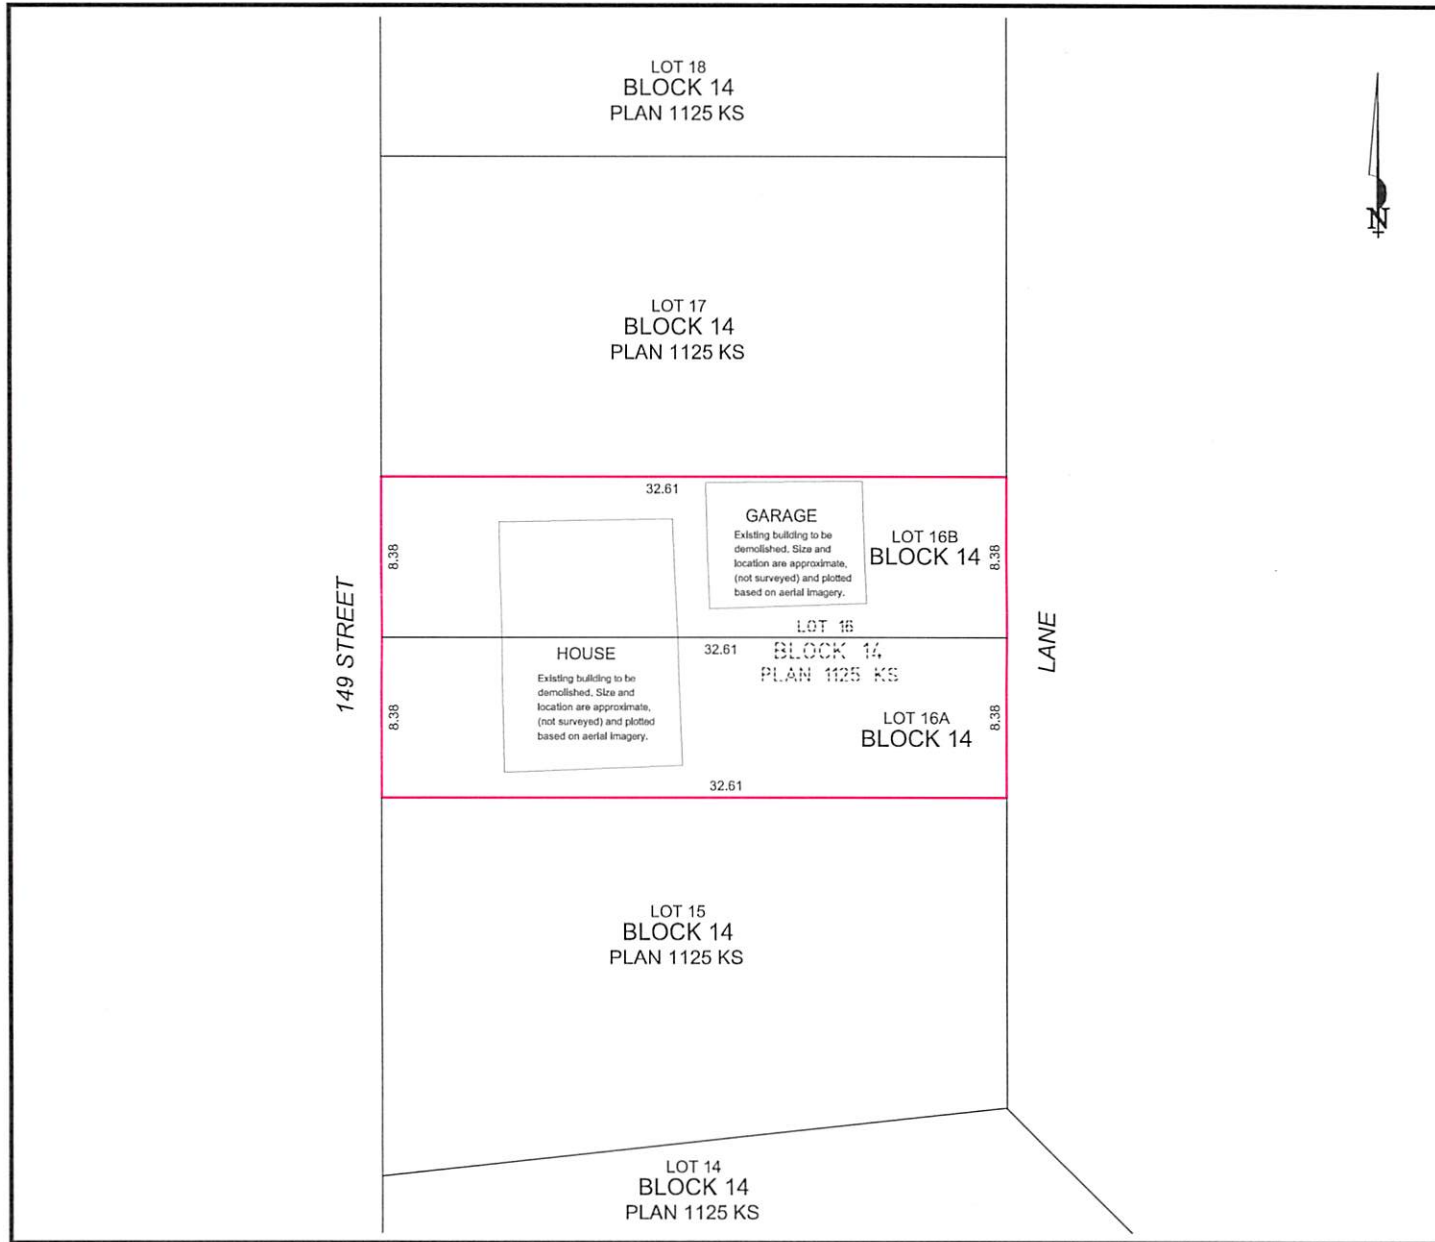 LOT 18
BLOCK 14
PLAN 1125 KS
N
LOT 17
BLOCK 14
PLAN 1125 KS
32.61
8.38
GARAGE
Existing building to be
demolished. Size and
location are approximate,
(not surveyed) and plotted
based on aerial imagery.
LOT 16B
BLOCK 14
8.38
149 STREET
LOT 16
BLOCK 14
PLAN 1125 KS
32.61
LANE
HOUSE
Existing building to be
demolished. Size and
location are approximate,
(not surveyed) and plotted
based on aerial imagery.
8.38
LOT 16A
BLOCK 14
8.38
32.61
LOT 15
BLOCK 14
PLAN 1125 KS
LOT 14
BLOCK 14
PLAN 1125 KS